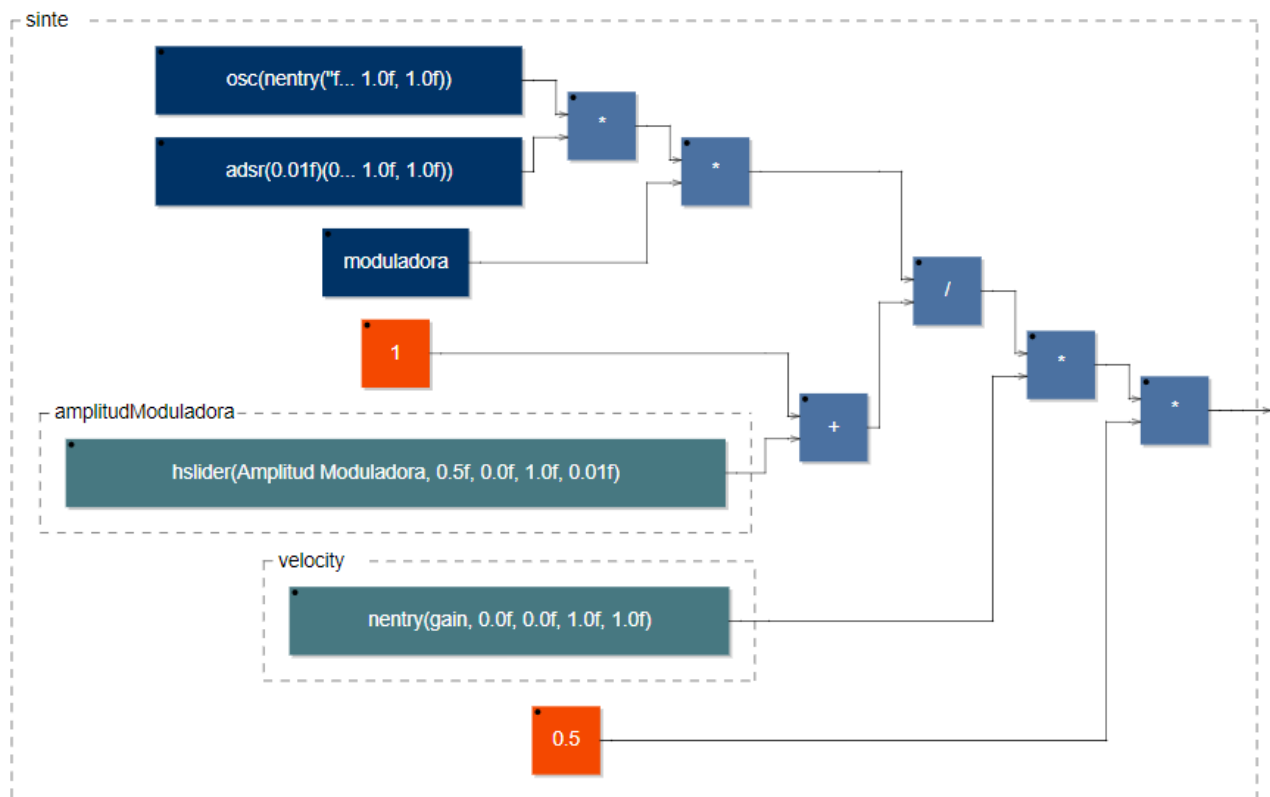 sinte
osc(nentry("f... 1.0f, 1.0f))
*
adsr(0.01f)(0... 1.0f, 1.0f))
*
moduladora
/
1
*
*
amplitudModuladora
+
hslider(Amplitud Moduladora, 0.5f, 0.0f, 1.0f, 0.01f)
velocity
nentry(gain, 0.0f, 0.0f, 1.0f, 1.0f)
0.5